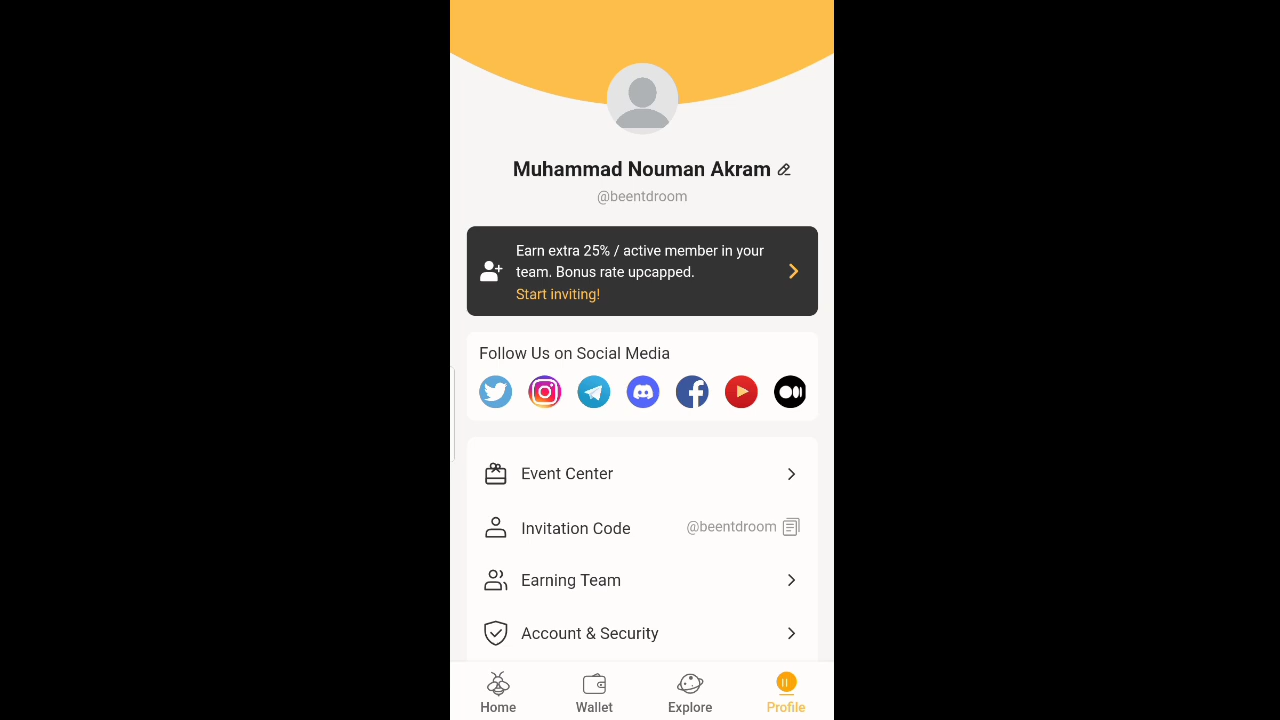 Muhammad Nouman Akram
@beentdroom
Earn extra 25% / active member in your
team. Bonus rate upcapped.
Start inviting!
Follow Us on Social Media
Event Center
Invitation Code @beentdroom
Earning Team
Account & Security
Home Wallet Explore Profile